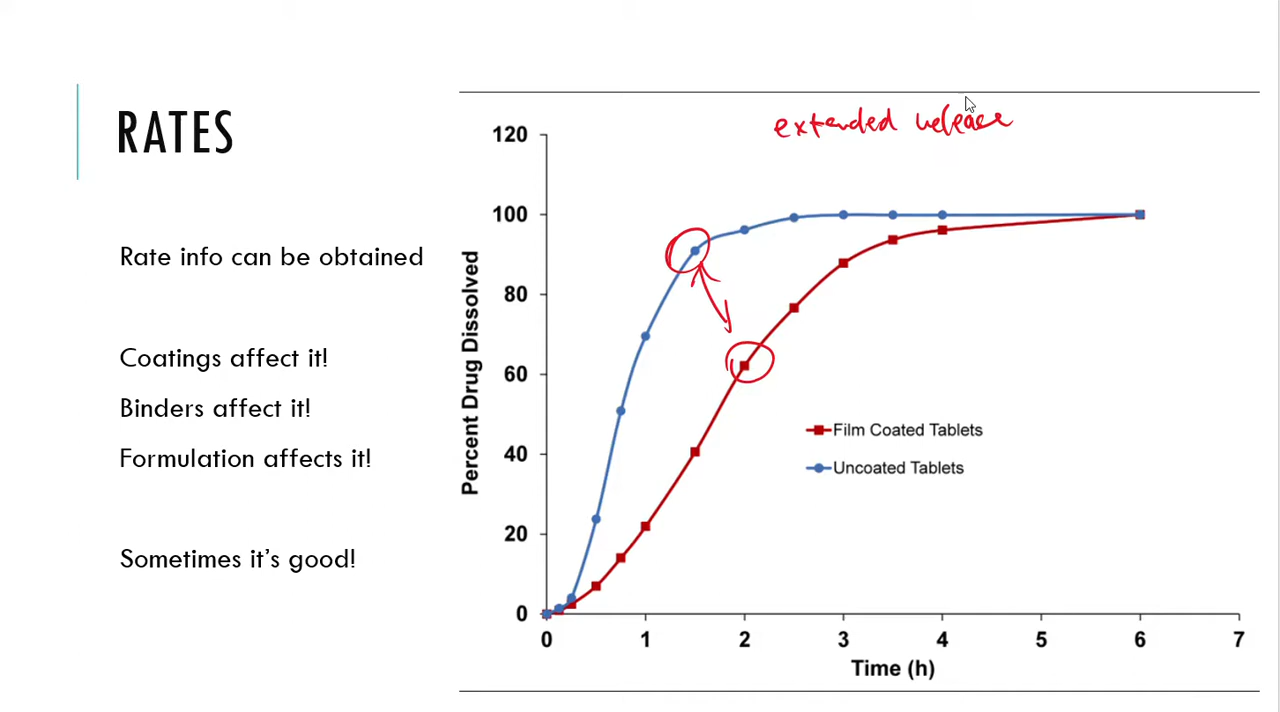 RATES
Rate info can be obtained
Coatings affect it!
Binders affect it!
Formulation affects it!
Sometimes it's good!
extended release
120
100
80
60
40
20
0
Percent Drug Dissolved
Film Coated Tablets
Uncoated Tablets
0 1 2 3 4 5 6 7
Time (h)